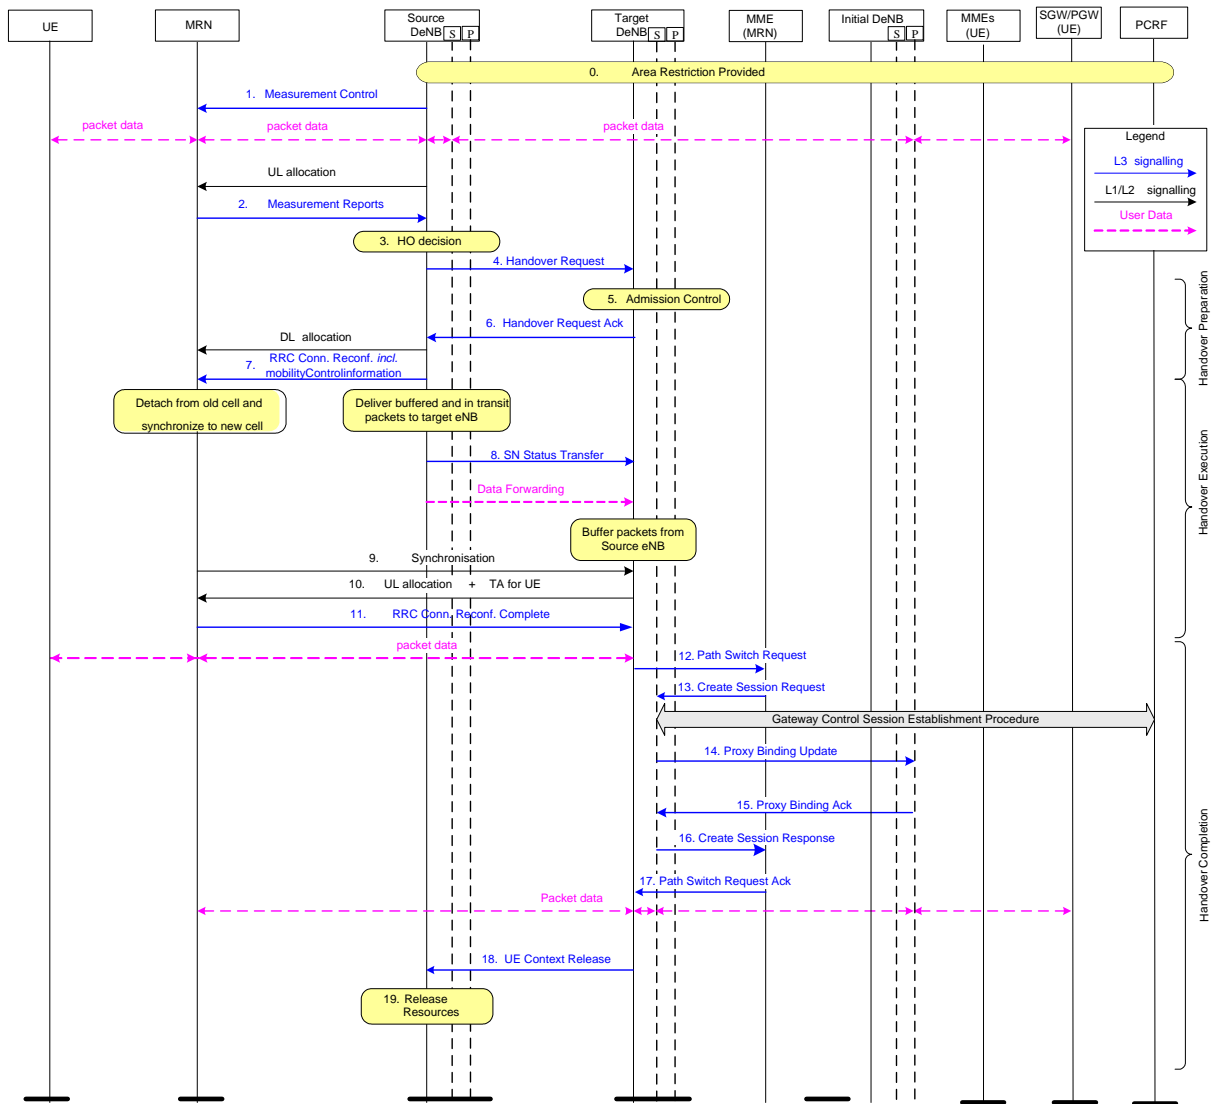 UE
MRN
Source
DeNB
S
P
Target
DeNB
S
P
MME
(MRN)
Initial DeNB
S
P
MMEs
(UE)
SGW/PGW
(UE)
PCRF
0. Area Restriction Provided
1. Measurement Control
packet data
packet data
packet data
Legend
L3 signalling
L1/L2 signalling
User Data
UL allocation
2. Measurement Reports
3. HO decision
4. Handover Request
5. Admission Control
6. Handover Request Ack
DL allocation
7. RRC Conn. Reconf. incl.
mobilityControlinformation
Handover Preparation
Detach from old cell and
synchronize to new cell
Deliver buffered and in transit
packets to target eNB
8. SN Status Transfer
Data Forwarding
Buffer packets from
Source eNB
9. Synchronisation
10. UL allocation + TA for UE
11. RRC Conn. Reconf. Complete
Handover Execution
packet data
12. Path Switch Request
13. Create Session Request
Gateway Control Session Establishment Procedure
14. Proxy Binding Update
15. Proxy Binding Ack
16. Create Session Response
17. Path Switch Request Ack
Packet data
18. UE Context Release
19. Release
Resources
Handover Completion